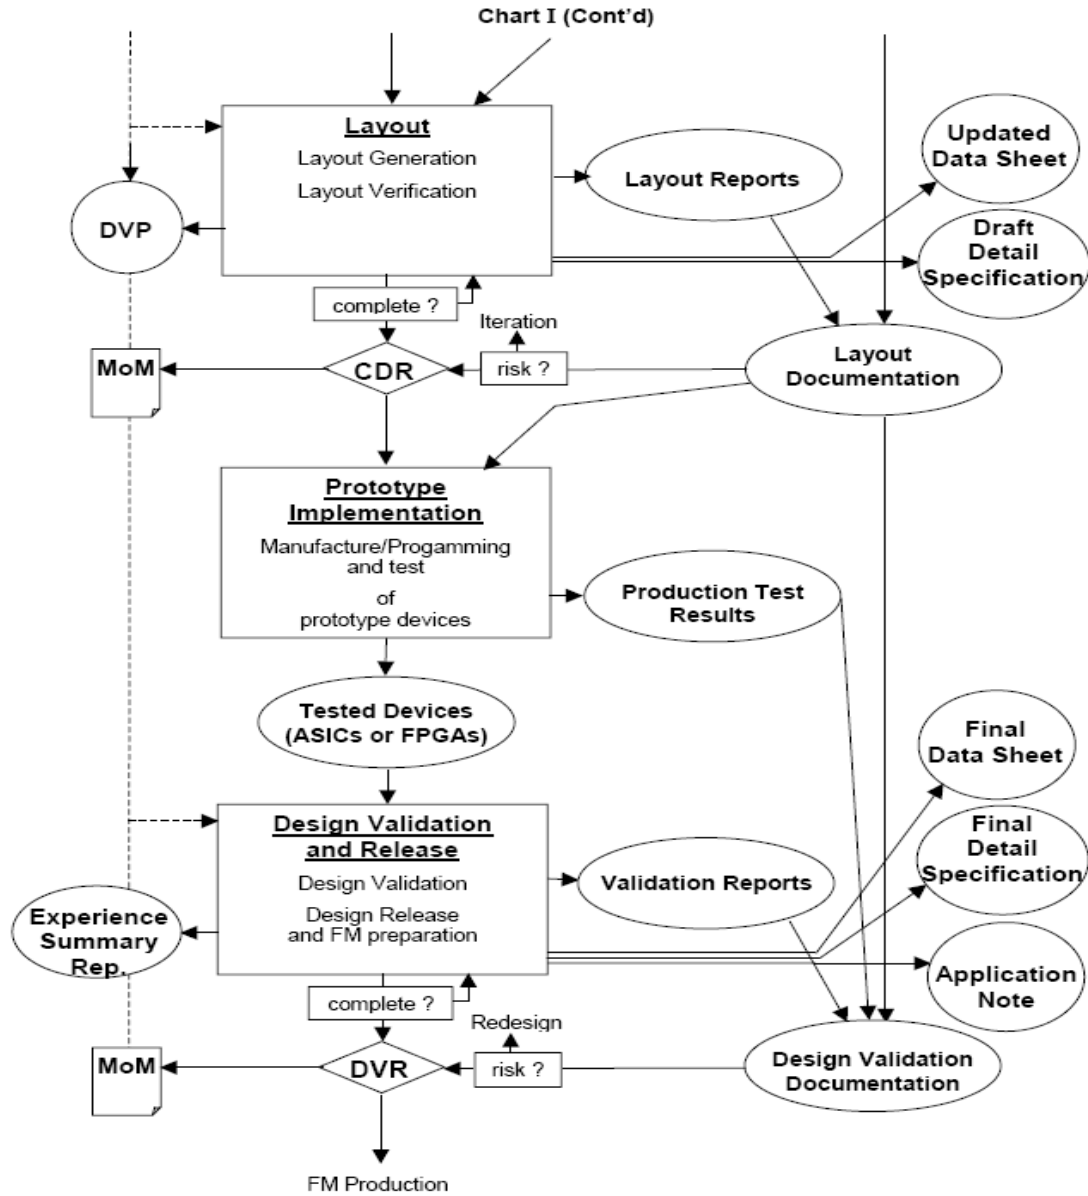 Chart I (Cont'd)
Layout
Layout Generation
Layout Verification
Layout Reports
Updated
Data Sheet
DVP
Draft
Detail
Specification
complete ?
Iteration
MoM
CDR
risk ?
Layout
Documentation
Prototype
Implementation
Manufacture/Progamming
and test
of
prototype devices
Production Test
Results
Tested Devices
(ASICs or FPGAs)
Final
Data Sheet
Design Validation
and Release
Design Validation
Design Release
and FM preparation
Validation Reports
Final
Detail
Specification
Experience
Summary
Rep.
Application
Note
complete ?
Redesign
MoM
DVR
risk ?
Design Validation
Documentation
FM Production